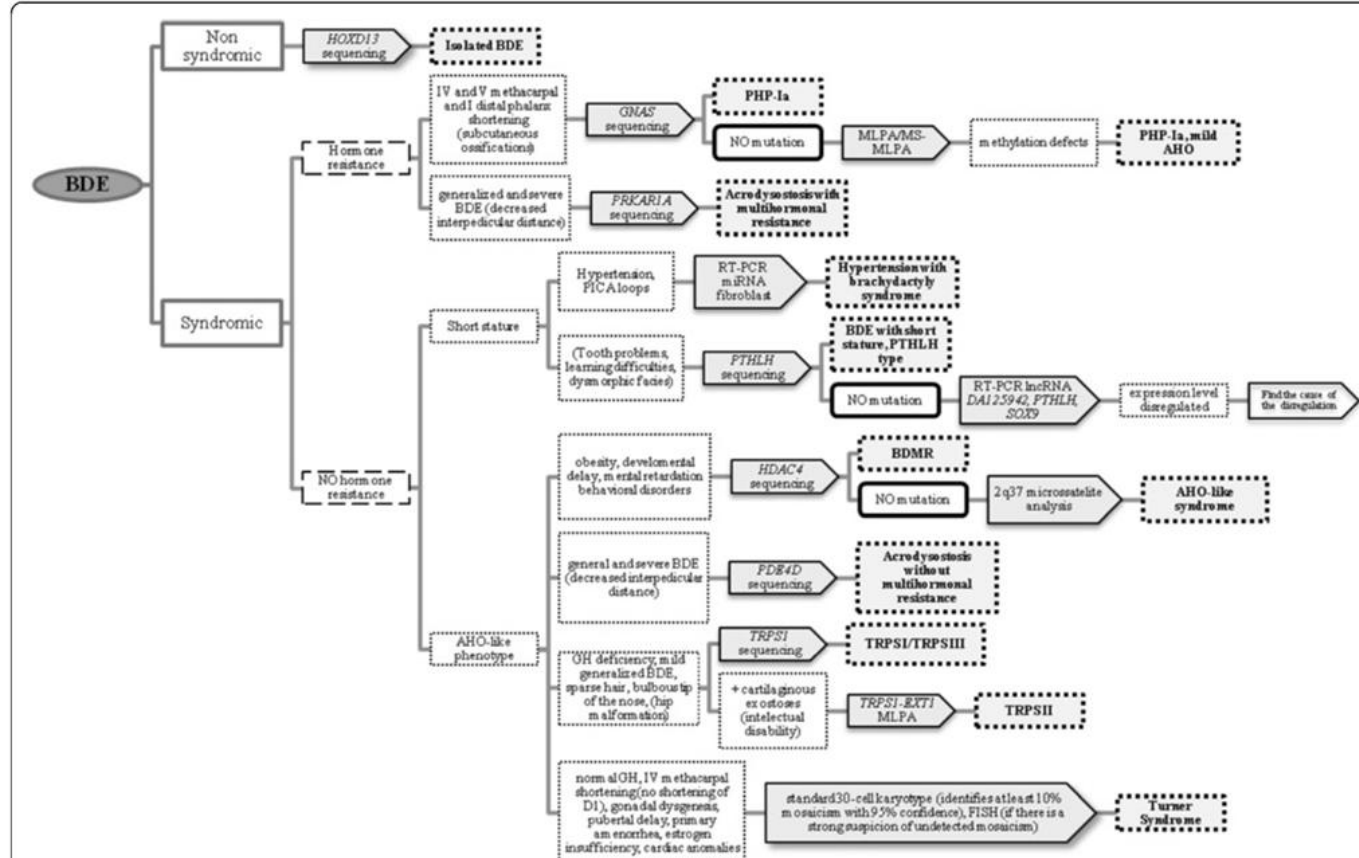 BDE
Non
syndromic
HOXD13
sequencing
Isolated BDE
Syndromic
Hormone
resistance
IV and V methacarpal
and I distal phalanx
shortening
(subcutaneous
ossifications)
GNAS
sequencing
PHP-Ia
NO mutation
MLPA/MS-
MLPA
methylation defects
PHP-Ia, mild
AHO
generalized and severe
BDE (decreased
interpedicular distance)
PRKAR1A
sequencing
Acrodysostosis with
multihormonal
resistance
NO hormone
resistance
Short stature
Hypertension,
PICA loops
RT-PCR
miRNA
fibroblast
Hypertension with
brachydactyly
syndrome
(Tooth problems,
learning difficulties,
dysmorphic facies)
PTHLH
sequencing
BDE with short
stature, PTHLH
type
NO mutation
RT-PCR lncRNA
DA125942, PTHLH,
SOX9
expression level
disregulated
Find the cause of
the disregulation
AHO-like
phenotype
obesity, develomental
delay, mental retardation
behavioral disorders
HDAC4
sequencing
BDMR
NO mutation
2q37 microssatelite
analysis
AHO-like
syndrome
general and severe BDE
(decreased interpedicular
distance)
PDE4D
sequencing
Acrodysostosis
without
multihormonal
resistance
GH deficiency, mild
generalized BDE,
sparse hair, bulbous tip
of the nose, (hip
malformation)
TRPS1
sequencing
TRPSI/TRPSIII
+ cartilaginous
exostoses
(intelectual
disability)
TRPS1-EXT1
MLPA
TRPSII
normal GH, IV methacarpal
shortening(no shortening of
D1), gonadal dysgenesis,
pubertal delay, primary
amenorrhea, estrogen
insufficiency, cardiac anomalies
standard 30-cell karyotype (identifies at least 10%
mosaicism with 95% confidence), FISH (if there is a
strong suspicion of undetected mosaicism)
Turner
Syndrome